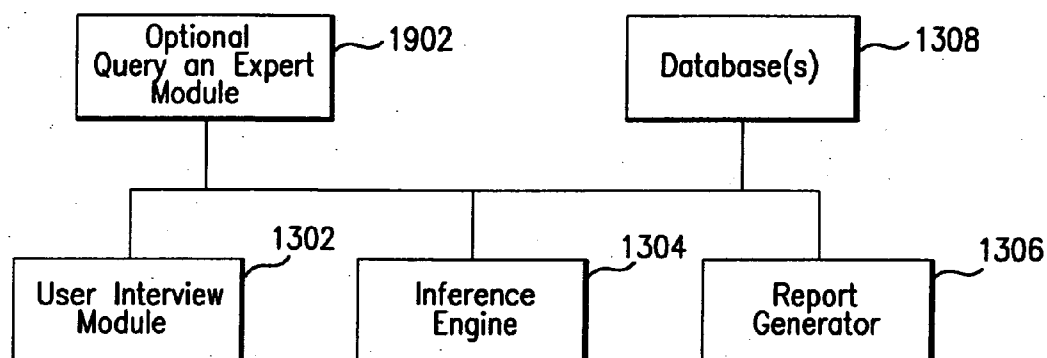 Optional
Query an Expert
Module
1902
Database(s)
1308
1302
User Interview
Module
1304
Inference
Engine
1306
Report
Generator